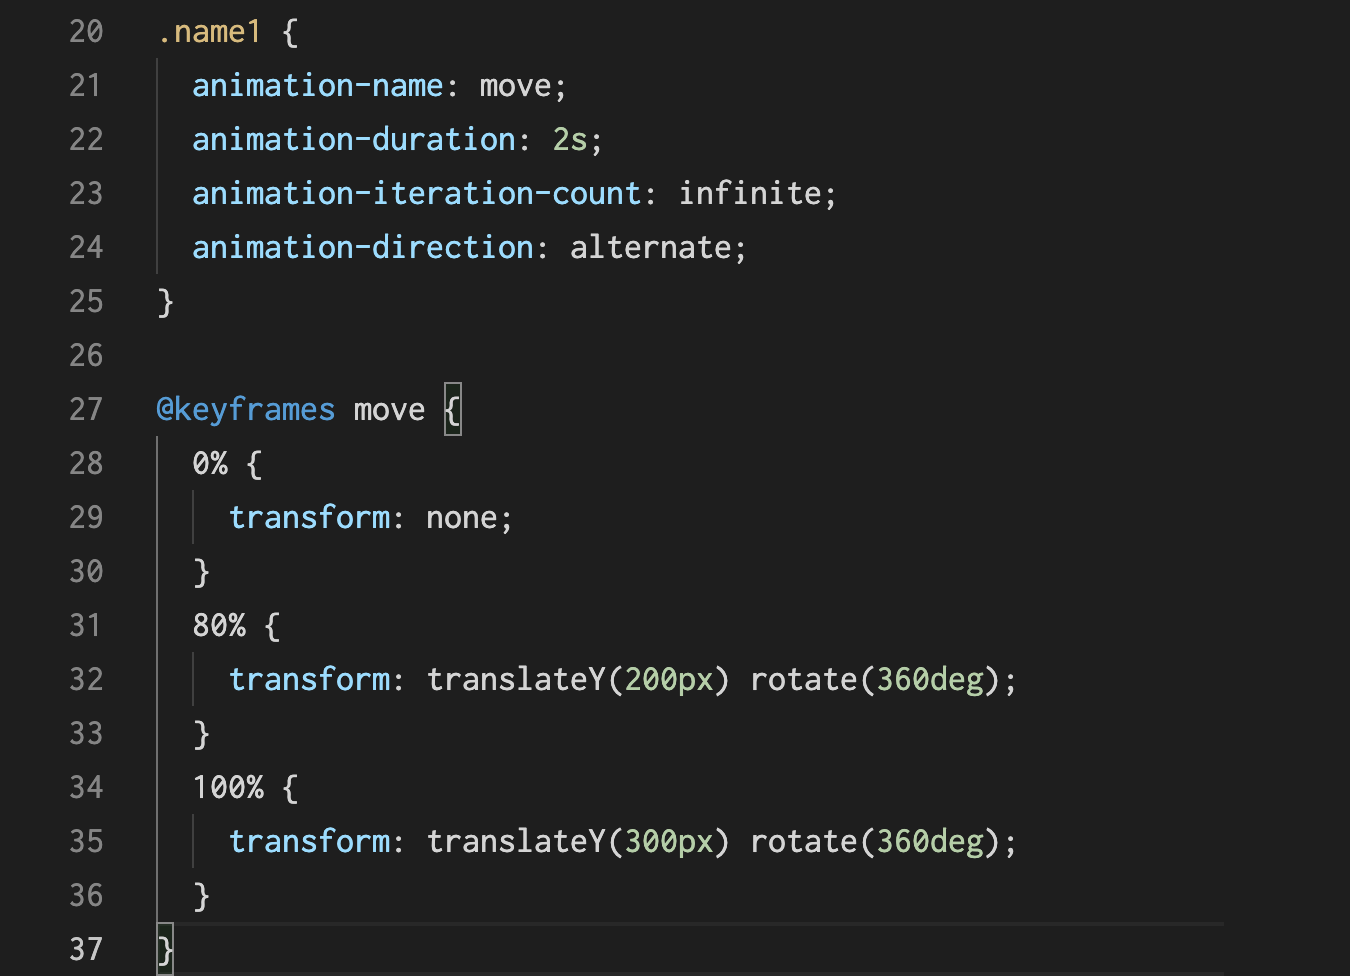 20 .name1 {
21 animation-name: move;
22 animation-duration: 2s;
23 animation-iteration-count: infinite;
24 animation-direction: alternate;
25 }
26
27 @keyframes move {
28 0% {
29 transform: none;
30 }
31 80% {
32 transform: translateY(200px) rotate(360deg);
33 }
34 100% {
35 transform: translateY(300px) rotate(360deg);
36 }
37 }